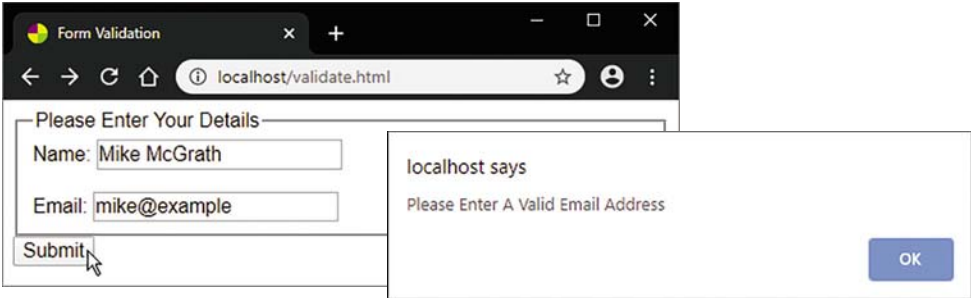 Form Validation
localhost/validate.html
Please Enter Your Details
Name: Mike McGrath
Email: mike@example
Submit
localhost says
Please Enter A Valid Email Address
OK